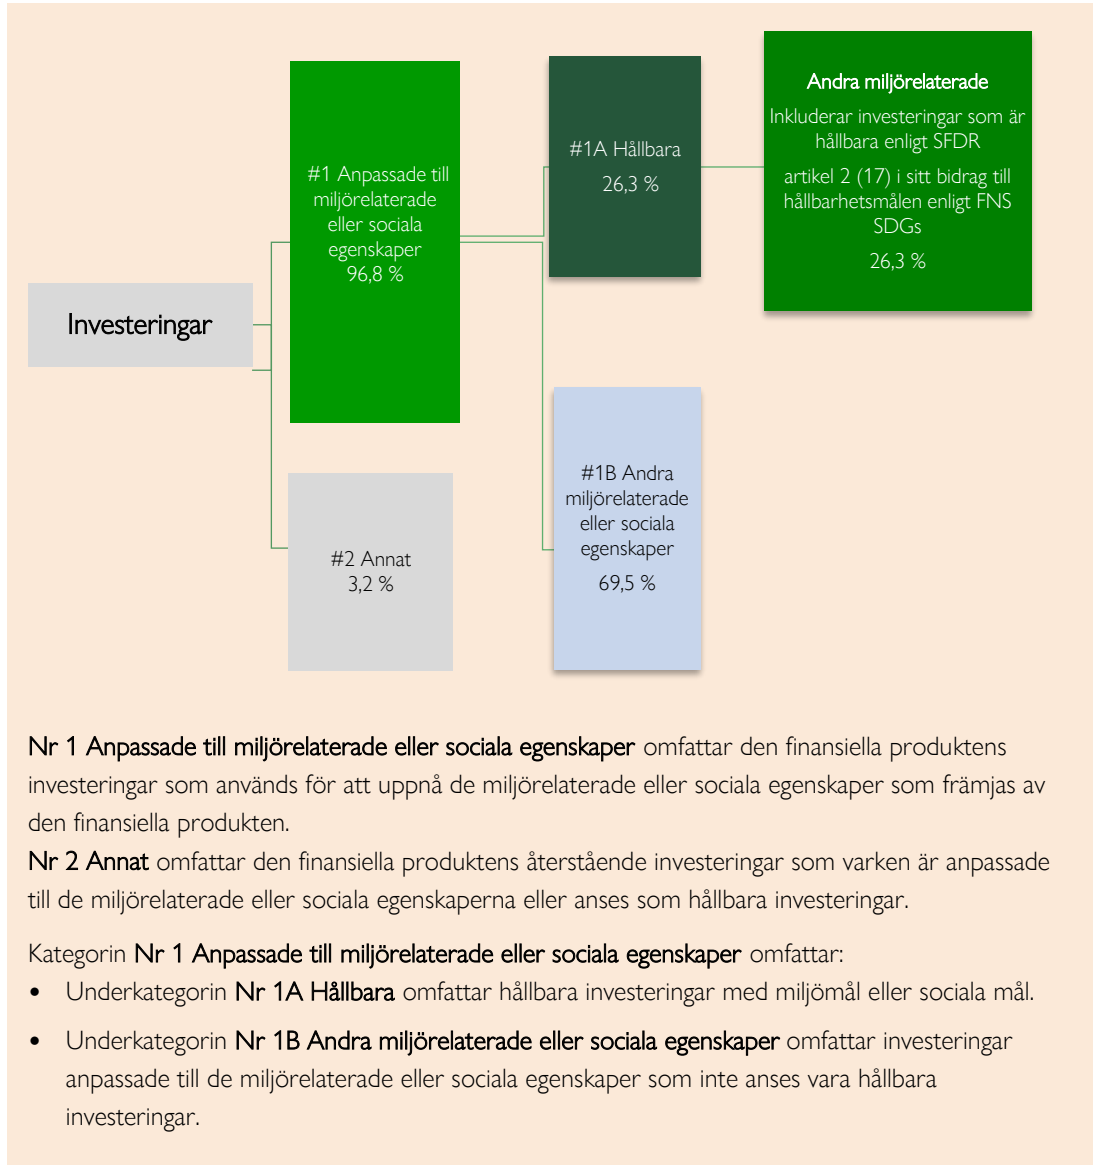 Investeringar
#1 Anpassade till
miljörelaterade
eller sociala
egenskaper
96,8 %
#2 Annat
3,2 %
#1A Hållbara
26,3 %
#1B Andra
miljörelaterade
eller sociala
egenskaper
69,5 %
Andra miljörelaterade
Inkluderar investeringar som är
hållbara enligt SFDR
artikel 2 (17) i sitt bidrag till
hållbarhetsmålen enligt FNS
SDGs
26,3 %
Nr 1 Anpassade till miljörelaterade eller sociala egenskaper omfattar den finansiella produktens
investeringar som används för att uppnå de miljörelaterade eller sociala egenskaper som främjas av
den finansiella produkten.
Nr 2 Annat omfattar den finansiella produktens återstående investeringar som varken är anpassade
till de miljörelaterade eller sociala egenskaperna eller anses som hållbara investeringar.
Kategorin Nr 1 Anpassade till miljörelaterade eller sociala egenskaper omfattar:
• Underkategorin Nr 1A Hållbara omfattar hållbara investeringar med miljömål eller sociala mål.
• Underkategorin Nr 1B Andra miljörelaterade eller sociala egenskaper omfattar investeringar
anpassade till de miljörelaterade eller sociala egenskaper som inte anses vara hållbara
investeringar.